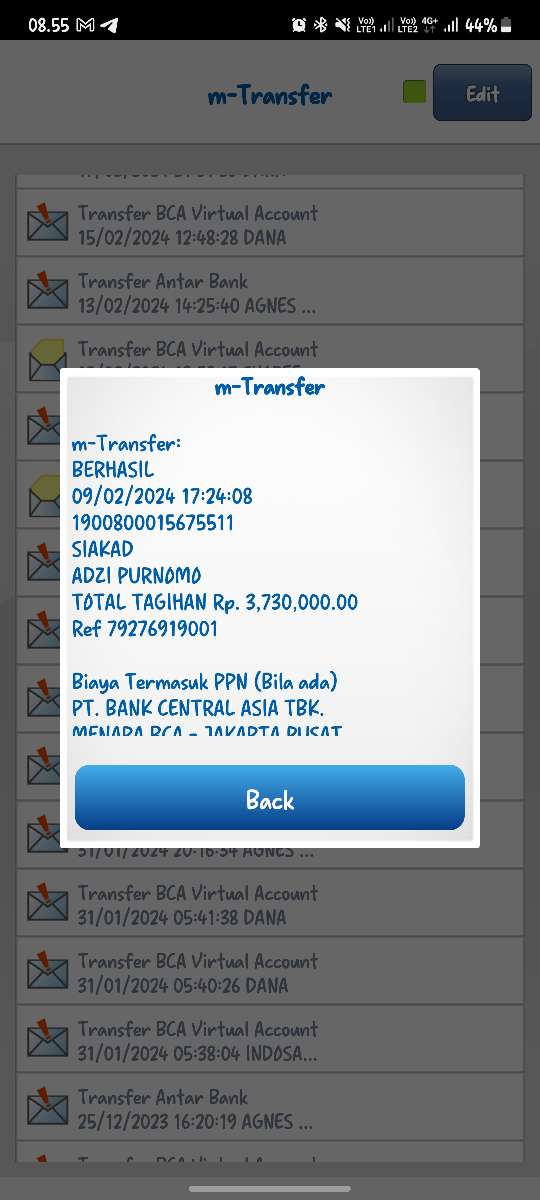 08.55
Vo)) LTE1 Vo)) LTE2 4G+ 44%
m-Transfer
Edit
Transfer BCA Virtual Account
15/02/2024 12:48:28 DANA
Transfer Antar Bank
13/02/2024 14:25:40 AGNES ...
Transfer BCA Virtual Account
m-Transfer
m-Transfer:
BERHASIL
09/02/2024 17:24:08
1900800015675511
SIAKAD
ADZI PURNOMO
TOTAL TAGIHAN Rp. 3,730,000.00
Ref 79276919001
Biaya Termasuk PPN (Bila ada)
PT. BANK CENTRAL ASIA TBK.
MENARA BCA - JAKARTA PUSAT
Back
31/01/2024 20:16:34 AGNES ...
Transfer BCA Virtual Account
31/01/2024 05:41:38 DANA
Transfer BCA Virtual Account
31/01/2024 05:40:26 DANA
Transfer BCA Virtual Account
31/01/2024 05:38:04 INDOSA...
Transfer Antar Bank
25/12/2023 16:20:19 AGNES ...